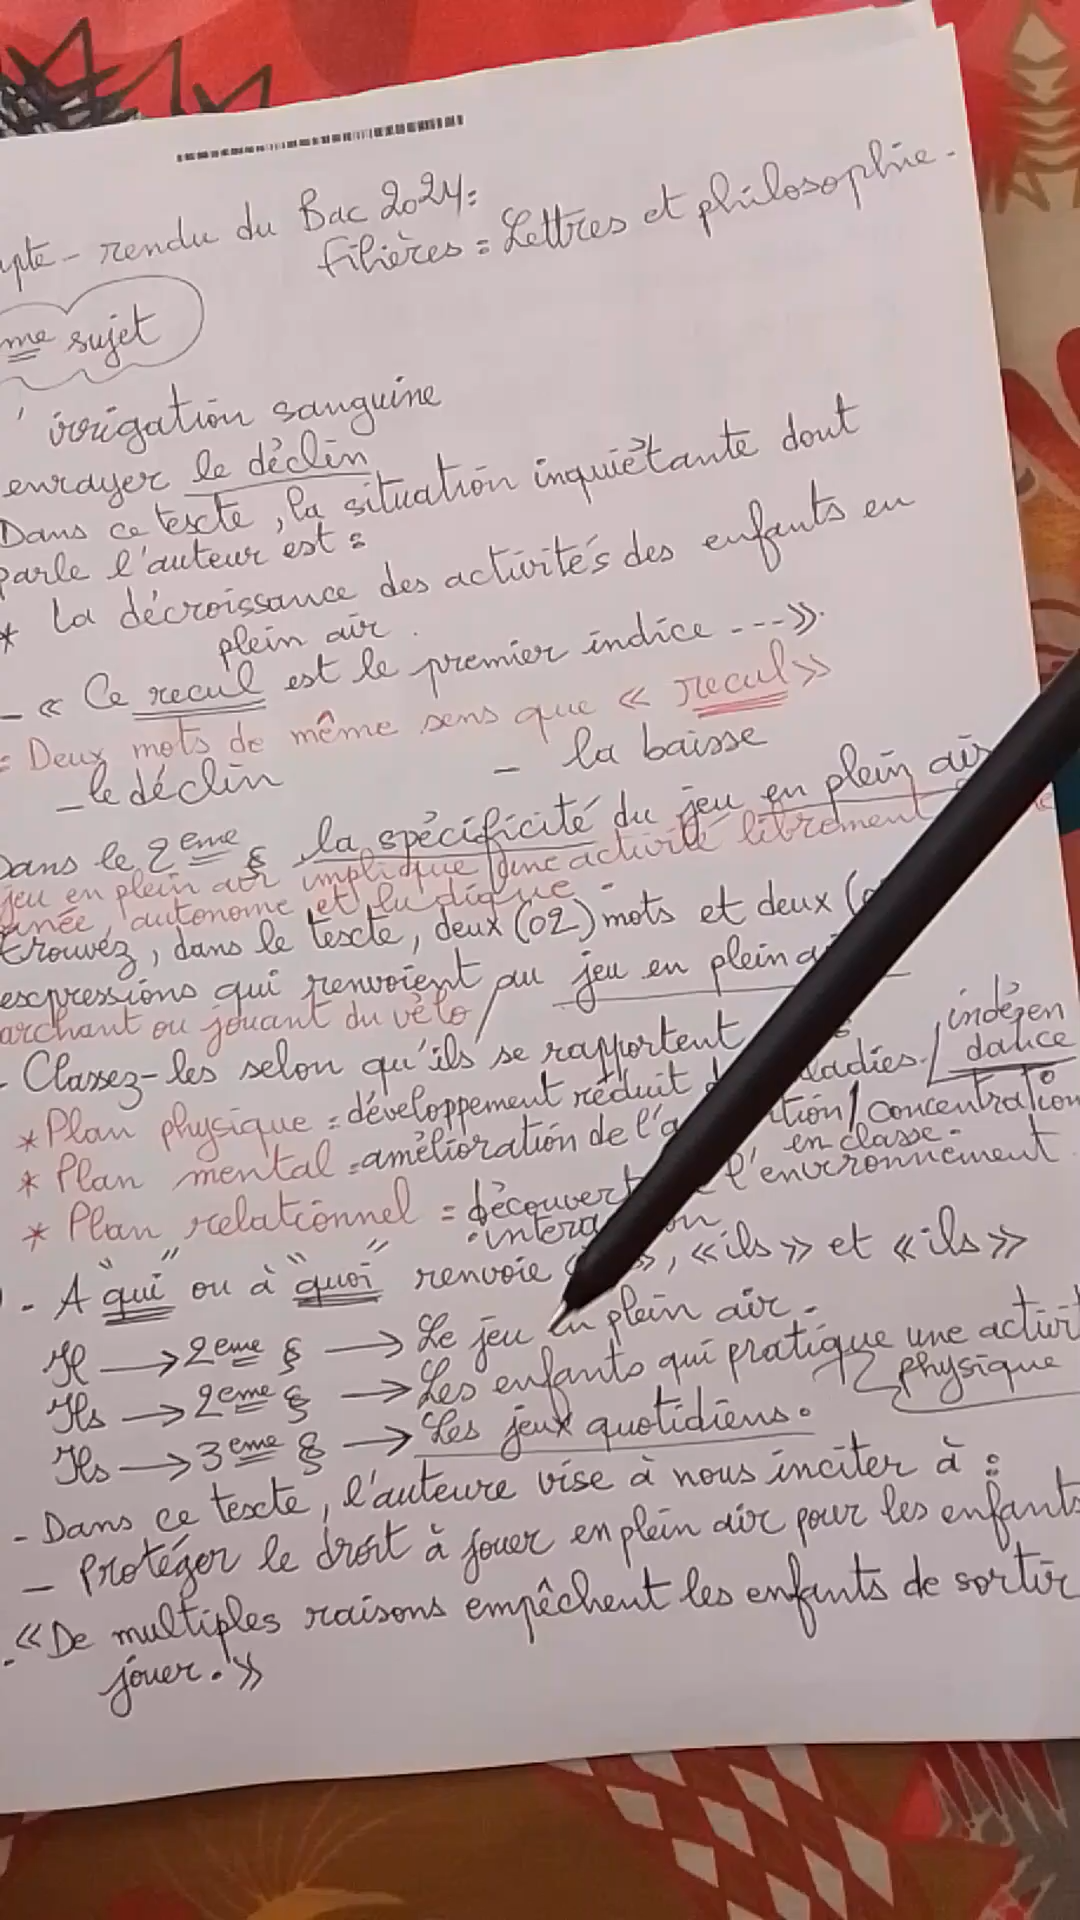 rendu du Bac 2024:
filières = Lettres et philosophie.
me sujet
irrigation sanguine
enrayer le déclin
Dans ce texte, la situation inquiétante dont
parle l'auteur est :
* La décroissance des activités des enfants en
plein air.
- « Ce recul est le premier indice ---».
= Deux mots de même sens que « recul »
- le déclin - la baisse
Dans le 2eme § la spécificité du jeu en plein air
jeu en plein air implique une activité librement
autonome et ludique.
trouvez, dans le texte, deux (02) mots et deux
expressions qui renvoient au jeu en plein
archant ou jouant du vélo /
- Classez-les selon qu'ils se rapportent
indépen
dance
* Plan physique = développement réduit
* Plan mental = amélioration de l'a tion / concentration
en classe.
* Plan relationnel = découvert l'environnement
- A "qui" ou à "quoi" renvoie », «ils» et «ils»
Il → 2eme § → Le jeu en plein air.
Ils → 2eme § → Les enfants qui pratique une activit
physique
Ils → 3eme § → Les jeux quotidiens.
- Dans ce texte, l'auteure vise à nous inciter à :
- Protéger le droit à jouer en plein air pour les enfants
- «De multiples raisons empêchent les enfants de sortir
jouer.»